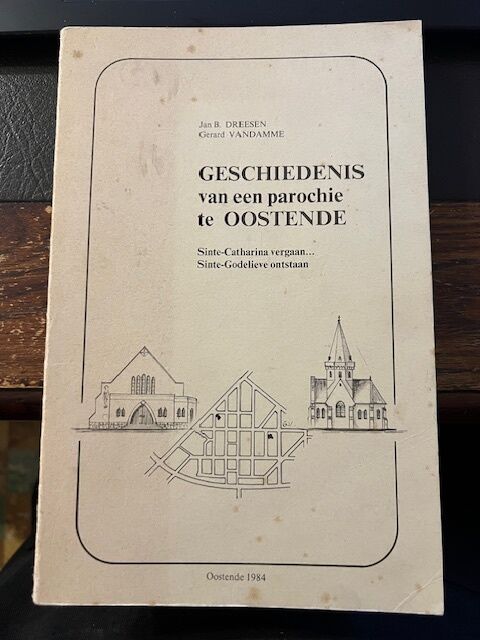 Jan B. DREESEN
Gerard VANDAMME
GESCHIEDENIS
van een parochie
te OOSTENDE
Sinte-Catharina vergaan...
Sinte-Godelieve ontstaan
Oostende 1984